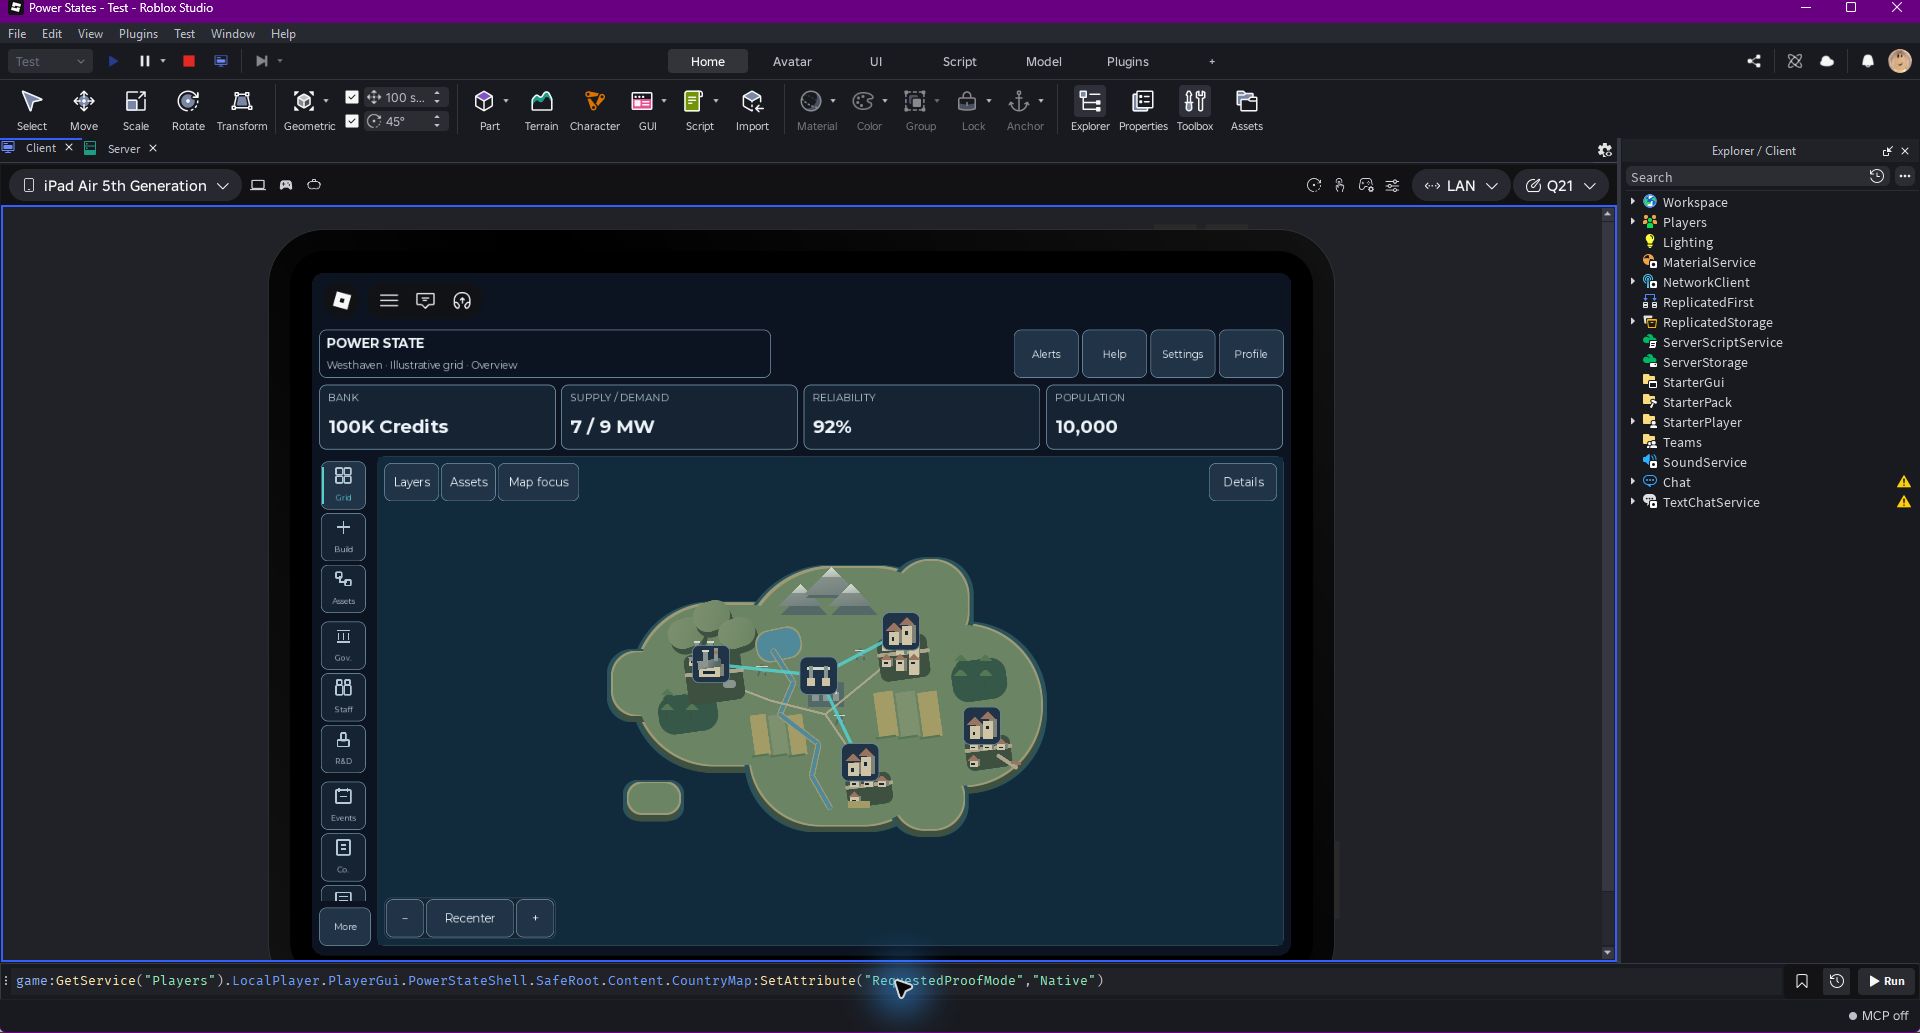 Power States - Test - Roblox Studio
File Edit View Plugins Test Window Help
Test
Home Avatar UI Script Model Plugins +
100 s...
45°
Select Move Scale Rotate Transform Geometric Part Terrain Character GUI Script Import Material Color Group Lock Anchor Explorer Properties Toolbox Assets
Client Server
Explorer / Client
iPad Air 5th Generation
LAN
Q21
Search
Workspace
Players
Lighting
MaterialService
NetworkClient
ReplicatedFirst
ReplicatedStorage
ServerScriptService
ServerStorage
StarterGui
StarterPack
StarterPlayer
Teams
SoundService
Chat
TextChatService
POWER STATE
Westhaven · Illustrative grid · Overview
Alerts Help Settings Profile
BANK
100K Credits
SUPPLY / DEMAND
7 / 9 MW
RELIABILITY
92%
POPULATION
10,000
Grid
Build
Assets
Gov.
Staff
R&D
Events
Co.
More
Layers Assets Map focus
Details
− Recenter +
game:GetService("Players").LocalPlayer.PlayerGui.PowerStateShell.SafeRoot.Content.CountryMap:SetAttribute("RequestedProofMode","Native")
Run
MCP off